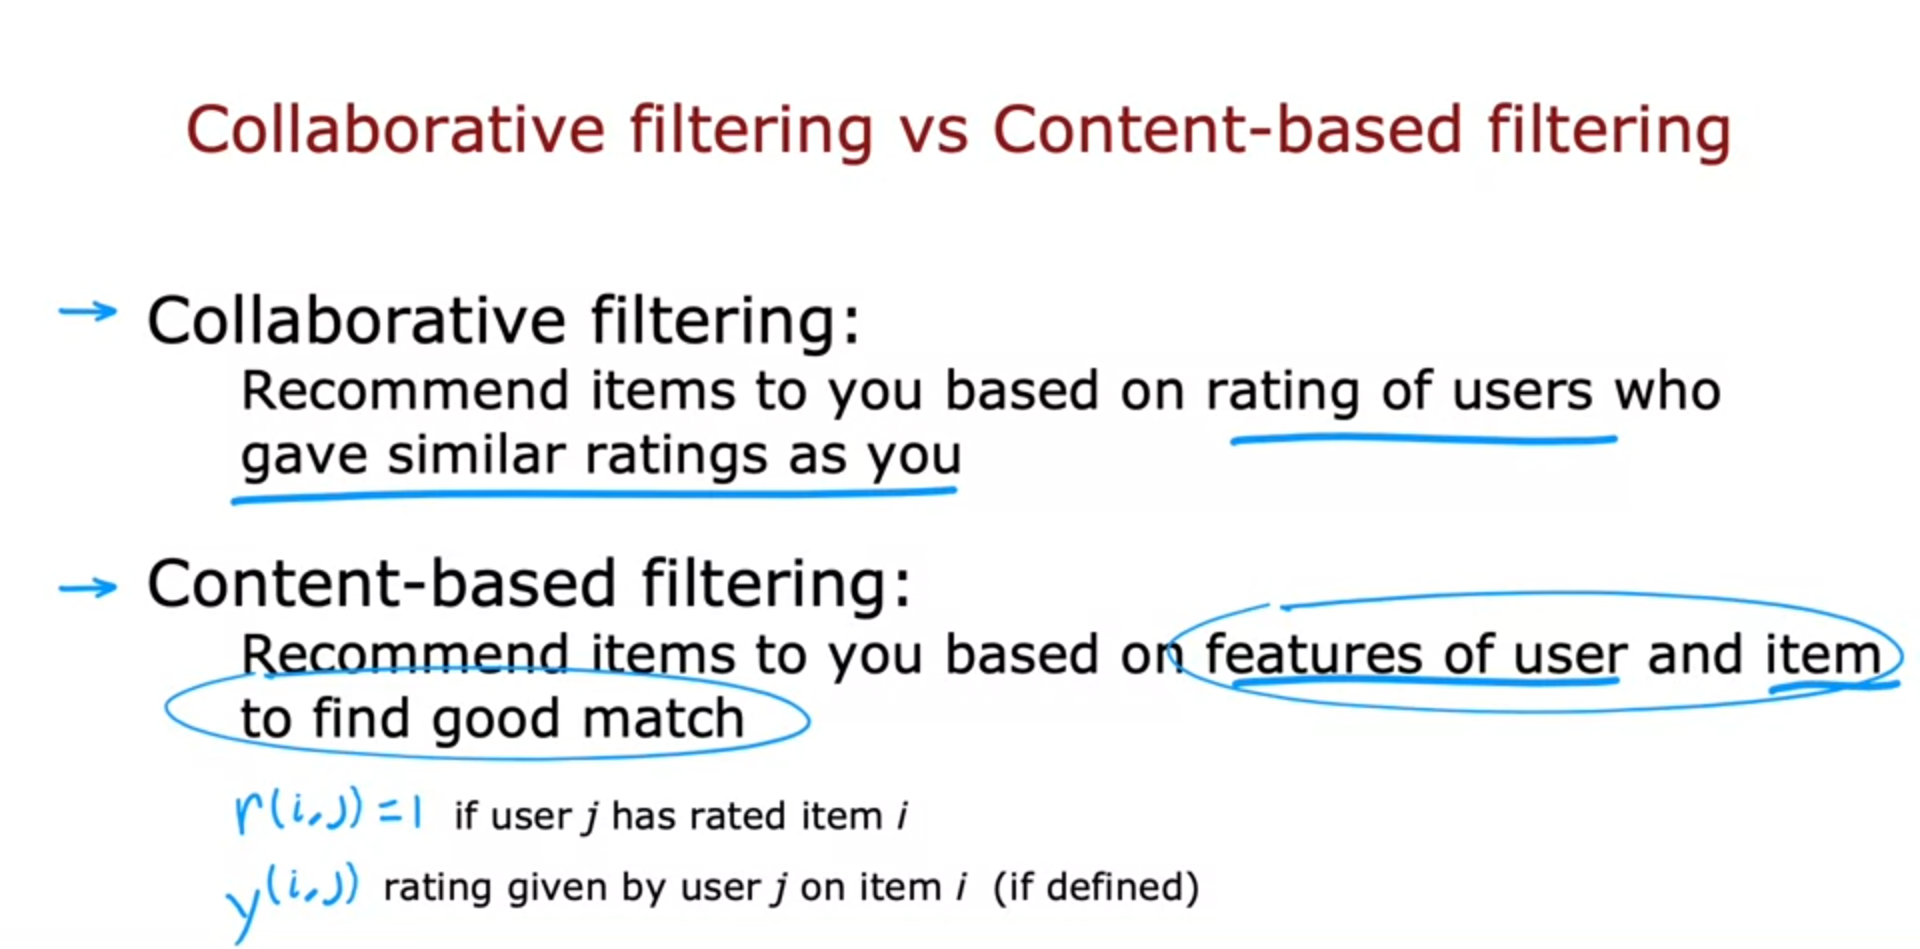 Collaborative filtering vs Content-based filtering
→ Collaborative filtering:
Recommend items to you based on rating of users who
gave similar ratings as you
→ Content-based filtering:
Recommend items to you based on features of user and item
to find good match
r(i,j)=1 if user j has rated item i
y(i,j) rating given by user j on item i (if defined)